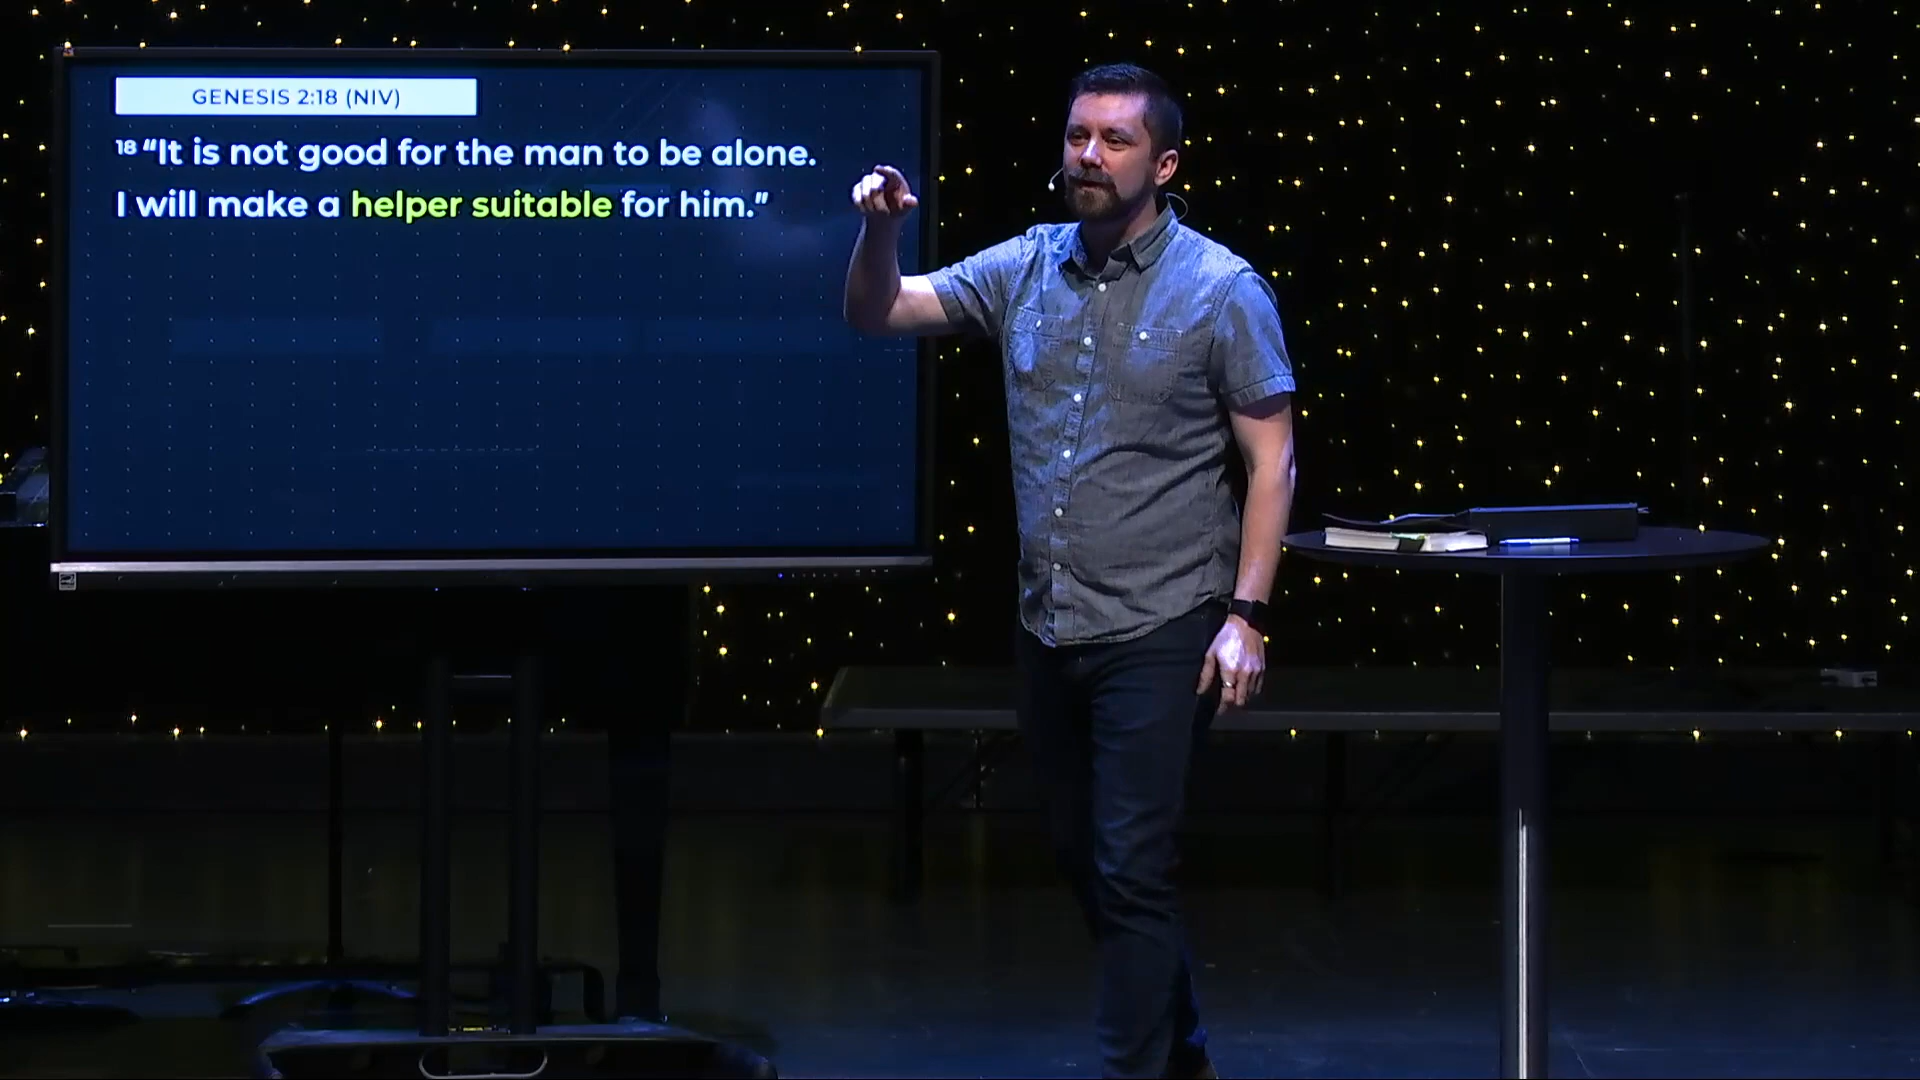 GENESIS 2:18 (NIV)
18 “It is not good for the man to be alone.
I will make a helper suitable for him.”